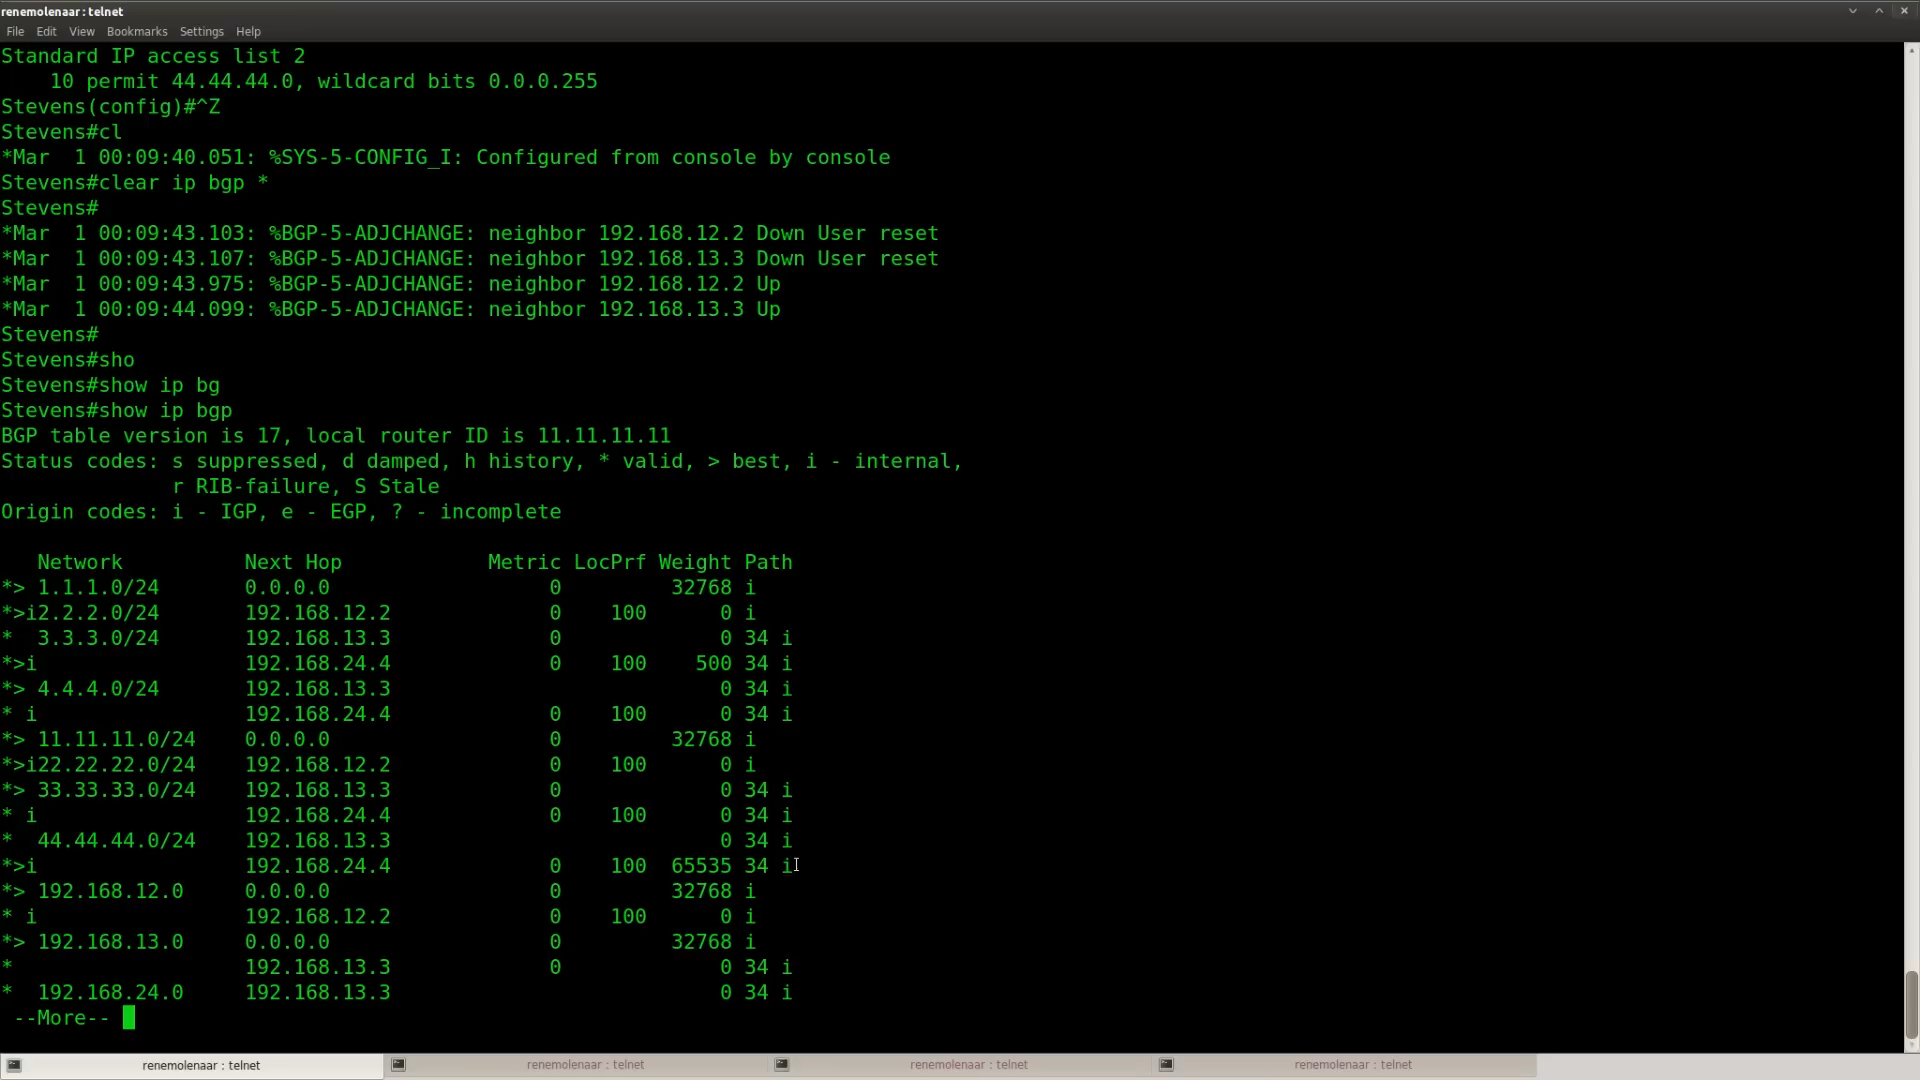 renemolenaar : telnet
File Edit View Bookmarks Settings Help
Standard IP access list 2
    10 permit 44.44.44.0, wildcard bits 0.0.0.255
Stevens(config)#^Z
Stevens#cl
*Mar  1 00:09:40.051: %SYS-5-CONFIG_I: Configured from console by console
Stevens#clear ip bgp *
Stevens#
*Mar  1 00:09:43.103: %BGP-5-ADJCHANGE: neighbor 192.168.12.2 Down User reset
*Mar  1 00:09:43.107: %BGP-5-ADJCHANGE: neighbor 192.168.13.3 Down User reset
*Mar  1 00:09:43.975: %BGP-5-ADJCHANGE: neighbor 192.168.12.2 Up
*Mar  1 00:09:44.099: %BGP-5-ADJCHANGE: neighbor 192.168.13.3 Up
Stevens#
Stevens#sho
Stevens#show ip bg
Stevens#show ip bgp
BGP table version is 17, local router ID is 11.11.11.11
Status codes: s suppressed, d damped, h history, * valid, > best, i - internal,
              r RIB-failure, S Stale
Origin codes: i - IGP, e - EGP, ? - incomplete
   Network          Next Hop            Metric LocPrf Weight Path
*> 1.1.1.0/24       0.0.0.0                  0         32768 i
*>i2.2.2.0/24       192.168.12.2             0    100      0 i
*  3.3.3.0/24       192.168.13.3             0             0 34 i
*>i                 192.168.24.4             0    100    500 34 i
*> 4.4.4.0/24       192.168.13.3                           0 34 i
* i                 192.168.24.4             0    100      0 34 i
*> 11.11.11.0/24    0.0.0.0                  0         32768 i
*>i22.22.22.0/24    192.168.12.2             0    100      0 i
*> 33.33.33.0/24    192.168.13.3             0             0 34 i
* i                 192.168.24.4             0    100      0 34 i
*  44.44.44.0/24    192.168.13.3                           0 34 i
*>i                 192.168.24.4             0    100  65535 34 i
*> 192.168.12.0     0.0.0.0                  0         32768 i
* i                 192.168.12.2             0    100      0 i
*> 192.168.13.0     0.0.0.0                  0         32768 i
*                   192.168.13.3             0             0 34 i
*  192.168.24.0     192.168.13.3                           0 34 i
 --More--
renemolenaar : telnet renemolenaar : telnet renemolenaar : telnet renemolenaar : telnet